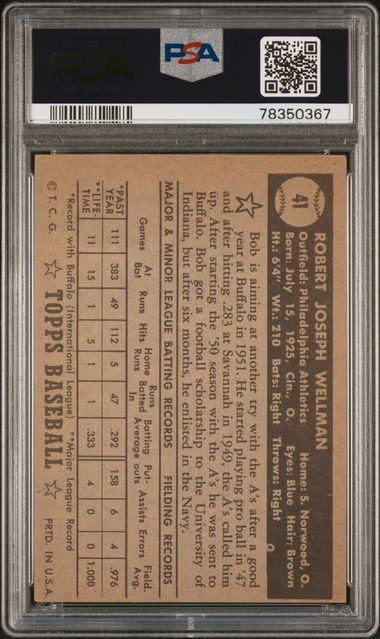 PSA
PSA
78350367
41
ROBERT JOSEPH WELLMAN
Outfield: Philadelphia Athletics Home: S. Norwood, O.
Born: July 15, 1925, Cin., O. Eyes: Blue Hair: Brown
Ht.: 6'4" Wt.: 210 Bats: Right Throws: Right
Bob is aiming at another try with the A's after a good
year at Buffalo in 1951. He started playing pro ball in '47
and after hitting .283 at Savannah in 1949, the A's called him
up. After starting the '50 season with the A's he was sent to
Buffalo. Bob got a football scholarship to the University of
Indiana, but after six months, he enlisted in the Navy.
MAJOR & MINOR LEAGUE BATTING RECORDS FIELDING RECORDS
Games At Bat Runs Hits Home Runs Runs Batted In Batting Average Put-outs Assists Errors Field. Avg.
*PAST YEAR 111 383 49 112 5 47 .292 158 6 4 .976
**LIFE-TIME 11 15 1 5 1 1 .333 4 0 0 1.000
*Record with Buffalo (International League) **Major League Record
© T. C. G. TOPPS BASEBALL PRTD. IN U.S.A.